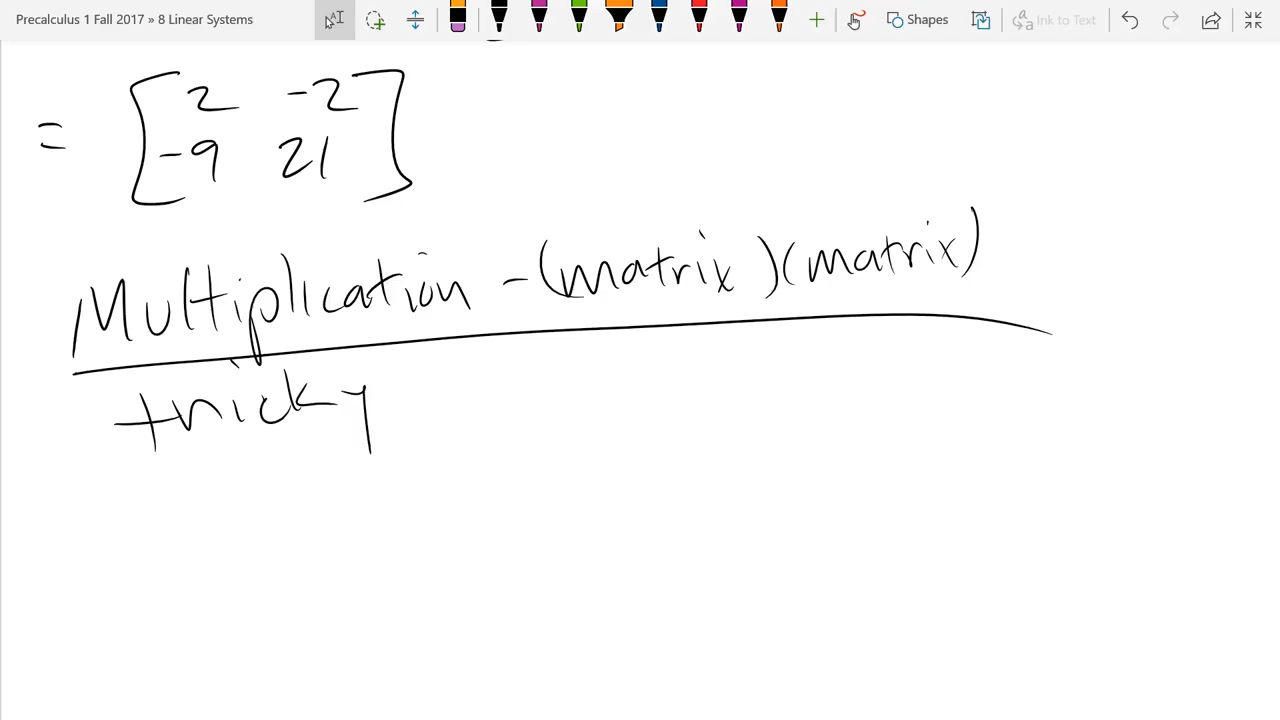 Precalculus 1 Fall 2017 » 8 Linear Systems Shapes Ink to Text
= [ 2 -2
-9 21 ]
Multiplication - (matrix)(matrix)
tricky